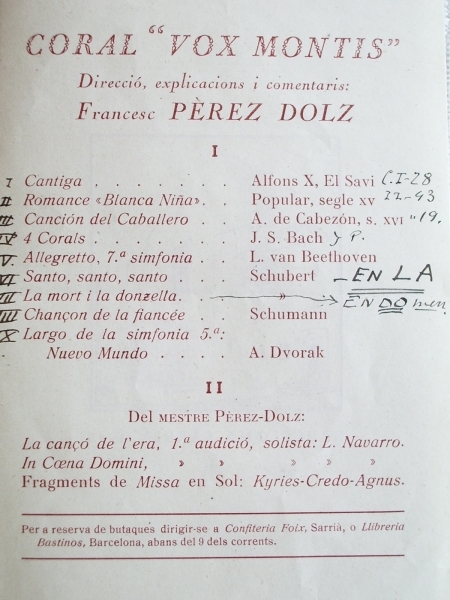 CORAL “VOX MONTIS”
Direcció, explicacions i comentaris:
Francesc PÈREZ DOLZ
I
I Cantiga . . . . . . . Alfons X, El Savi C.I-28
II Romance «Blanca Niña». . Popular, segle XV II-43
III Canción del Caballero . . A. de Cabezón, s. XVI " 19.
IV 4 Corals . . . . . . . J. S. Bach y P.
V Allegretto, 7.ª simfonia . . L. van Beethoven
VI Santo, santo, santo . . . Schubert – EN LA
VII La mort i la donzella. . » EN DO men.
VIII Chançon de la fiancée . . Schumann
X Largo de la simfonia 5.ª:
Nuevo Mundo . . . . A. Dvorak
II
Del MESTRE PÈREZ-DOLZ:
La cançó de l'era, 1.ª audició, solista: L. Navarro.
In Cœna Domini, » » » » »
Fragments de Missa en Sol: Kyries-Credo-Agnus.
Per a reserva de butaques dirigir-se a Confiteria Foix, Sarrià, o Llibreria
Bastinos, Barcelona, abans del 9 dels corrents.